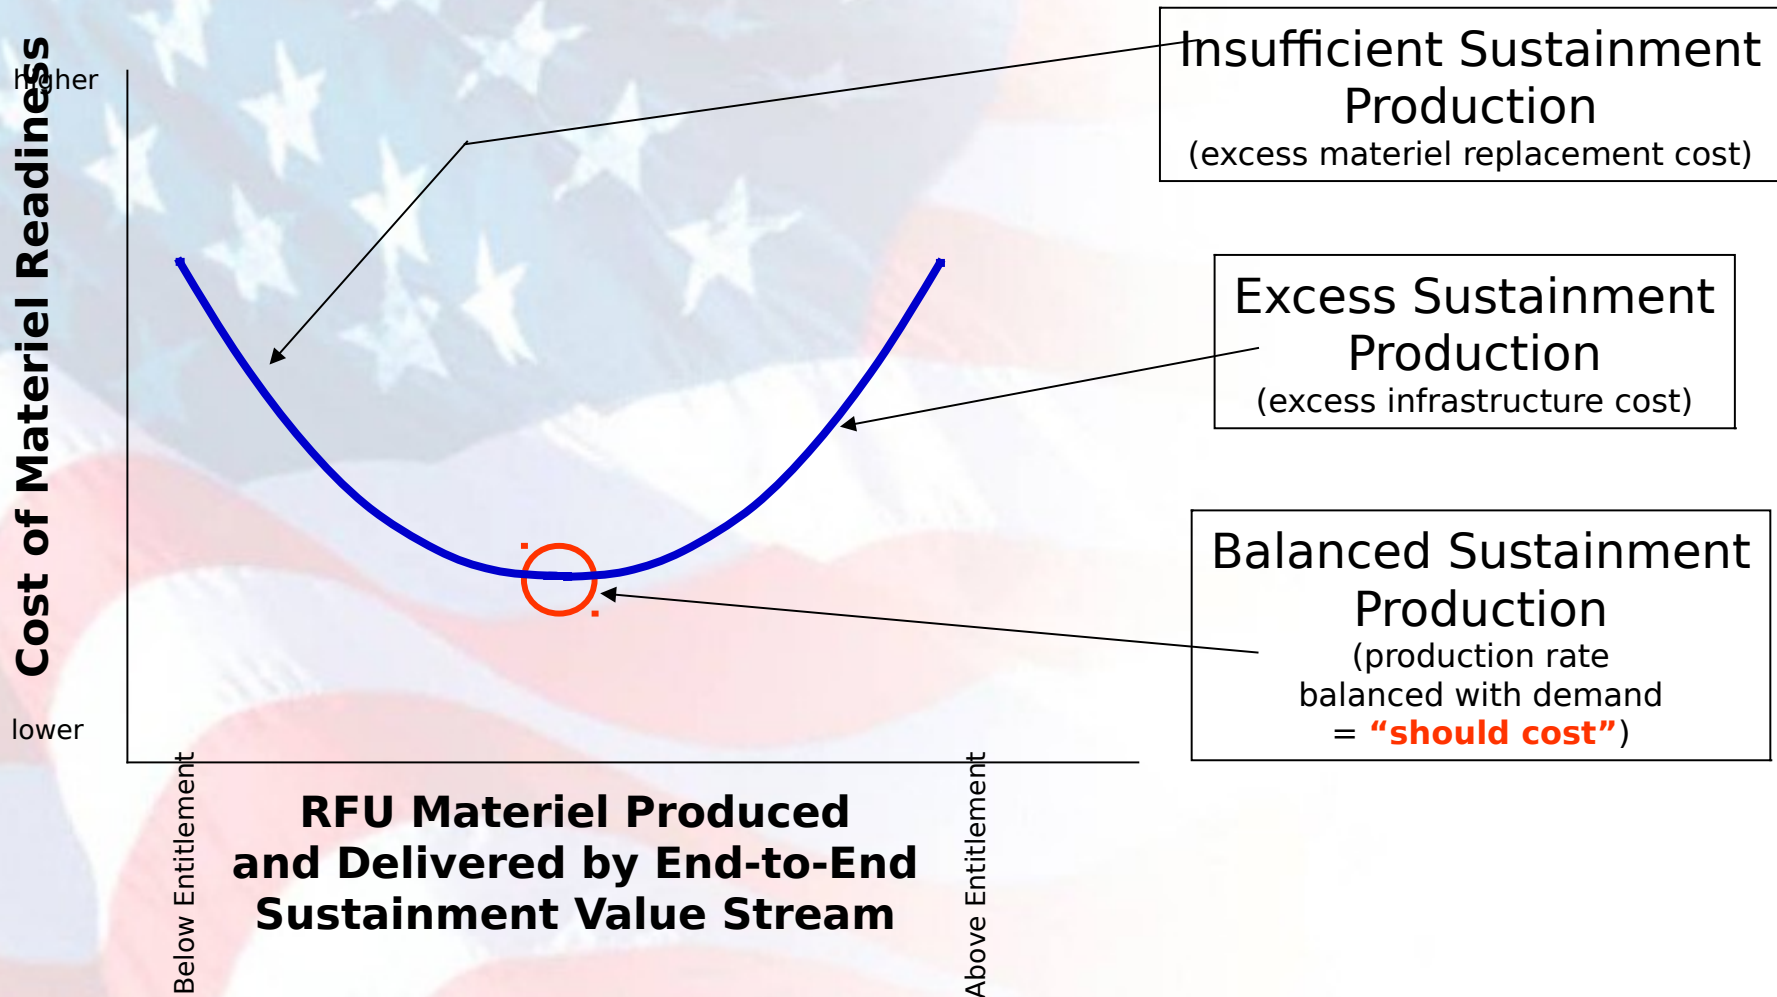 Cost of Materiel Readiness
higher
lower
Insufficient Sustainment
Production
(excess materiel replacement cost)
Excess Sustainment
Production
(excess infrastructure cost)
Balanced Sustainment
Production
(production rate
balanced with demand
= “should cost”)
Below Entitlement
RFU Materiel Produced
and Delivered by End-to-End
Sustainment Value Stream
Above Entitlement